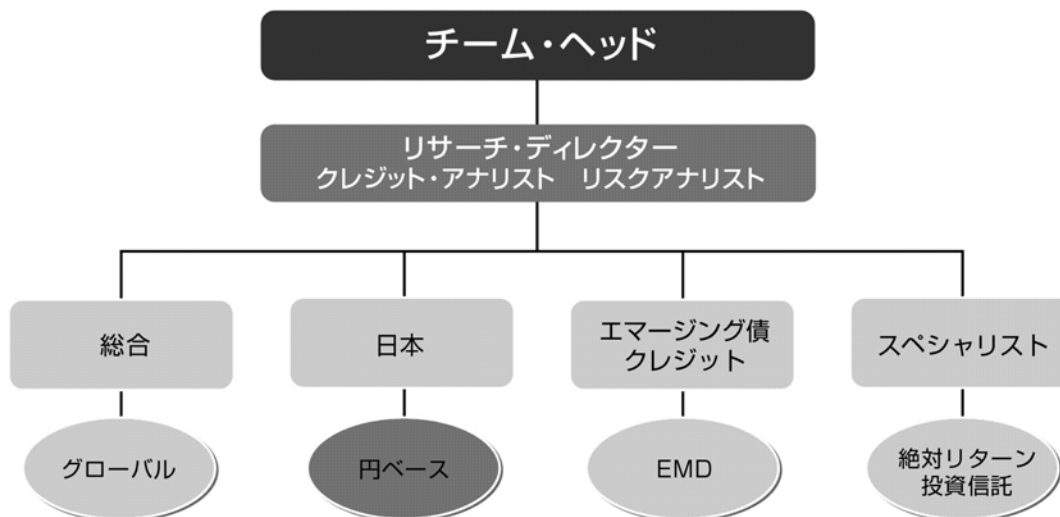 チーム・ヘッド
リサーチ・ディレクター
クレジット・アナリスト　リスクアナリスト
総合
日本
エマージング債
クレジット
スペシャリスト
グローバル
円ベース
EMD
絶対リターン
投資信託